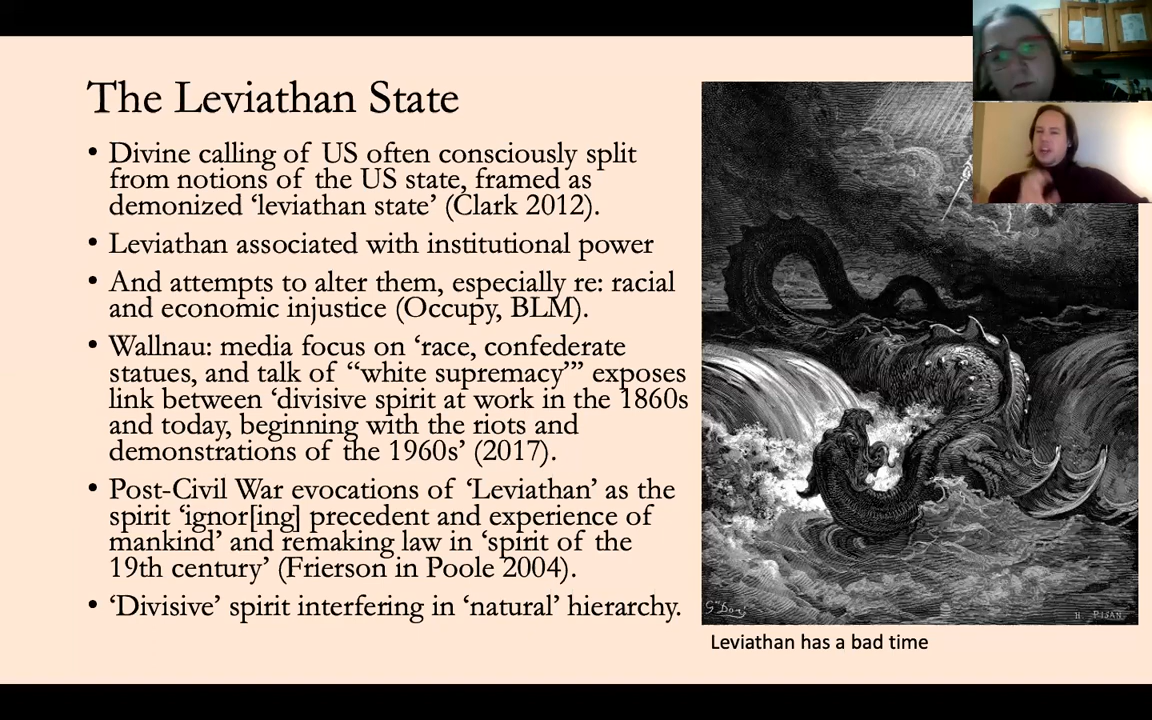 The Leviathan State
• Divine calling of US often consciously split
from notions of the US state, framed as
demonized ‘leviathan state’ (Clark 2012).
• Leviathan associated with institutional power
• And attempts to alter them, especially re: racial
and economic injustice (Occupy, BLM).
• Wallnau: media focus on ‘race, confederate
statues, and talk of “white supremacy”’ exposes
link between ‘divisive spirit at work in the 1860s
and today, beginning with the riots and
demonstrations of the 1960s’ (2017).
• Post-Civil War evocations of ‘Leviathan’ as the
spirit ‘ignor[ing] precedent and experience of
mankind’ and remaking law in ‘spirit of the
19th century’ (Frierson in Poole 2004).
• ‘Divisive’ spirit interfering in ‘natural’ hierarchy.
H PISAN
Leviathan has a bad time